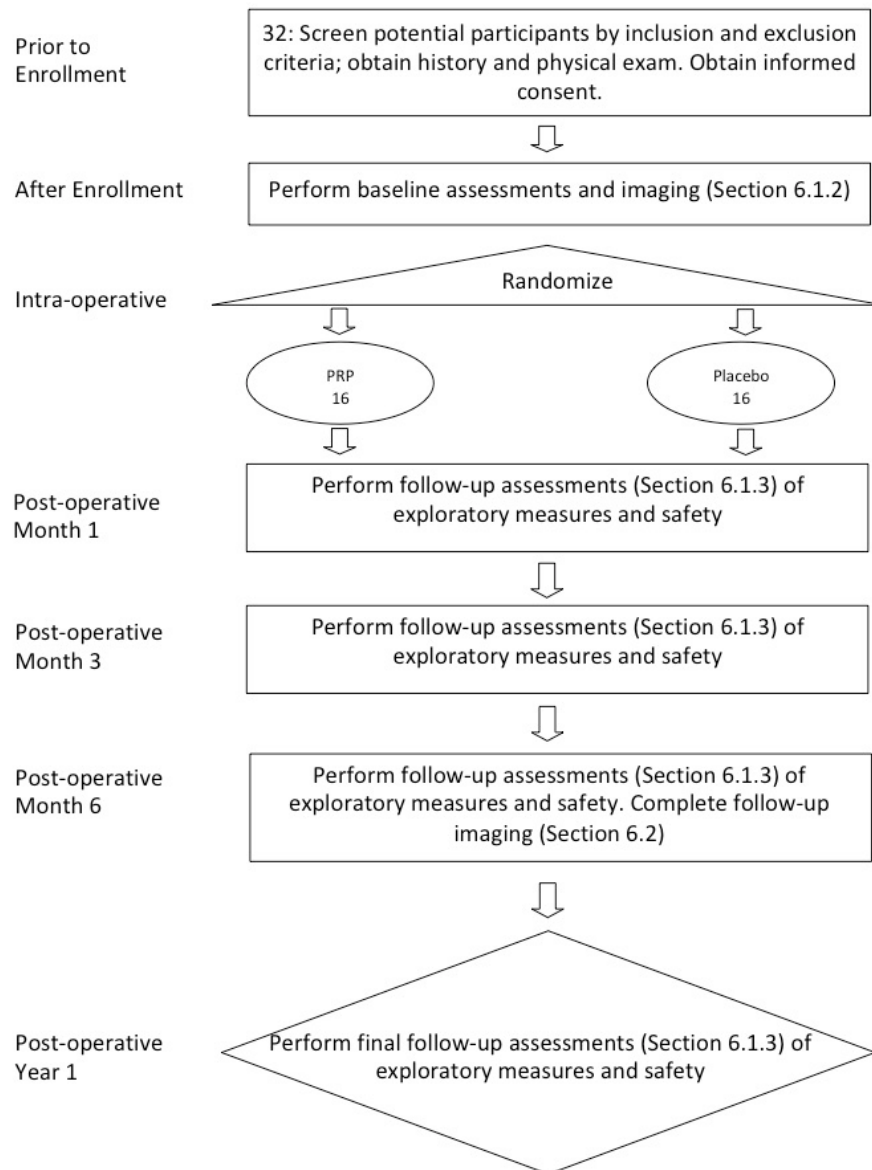 Prior to
Enrollment
32: Screen potential participants by inclusion and exclusion
criteria; obtain history and physical exam. Obtain informed
consent.
After Enrollment
Perform baseline assessments and imaging (Section 6.1.2)
Intra-operative
Randomize
PRP
16
Placebo
16
Post-operative
Month 1
Perform follow-up assessments (Section 6.1.3) of
exploratory measures and safety
Post-operative
Month 3
Perform follow-up assessments (Section 6.1.3) of
exploratory measures and safety
Post-operative
Month 6
Perform follow-up assessments (Section 6.1.3) of
exploratory measures and safety. Complete follow-up
imaging (Section 6.2)
Post-operative
Year 1
Perform final follow-up assessments (Section 6.1.3) of
exploratory measures and safety